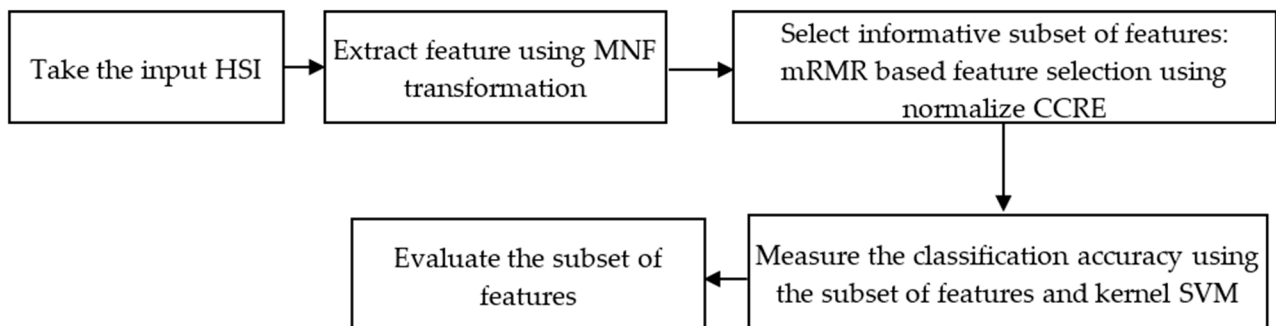 Take the input HSI
Extract feature using MNF
transformation
Select informative subset of features:
mRMR based feature selection using
normalize CCRE
Measure the classification accuracy using
the subset of features and kernel SVM
Evaluate the subset of
features